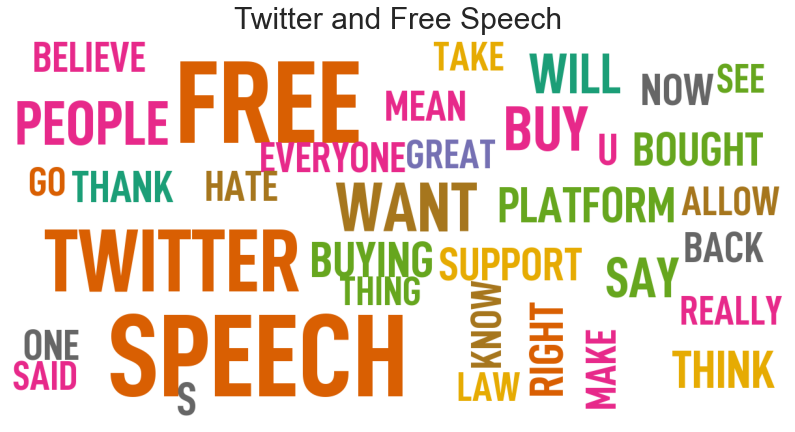 Twitter and Free Speech
BELIEVE
FREE
TAKE
WILL
NOW
SEE
PEOPLE
MEAN
BUY
U
BOUGHT
EVERYONE
GREAT
GO
THANK
HATE
WANT
PLATFORM
ALLOW
TWITTER
BUYING
SUPPORT
SAY
BACK
THING
KNOW
RIGHT
MAKE
REALLY
ONE
SPEECH
SAID
S
LAW
THINK